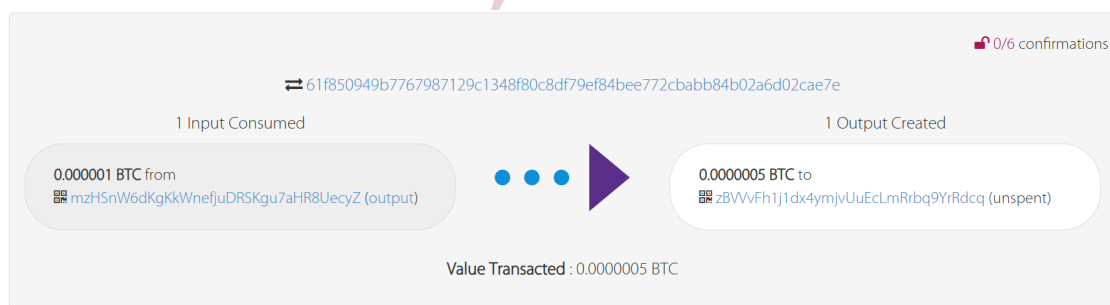 0/6 confirmations
61f850949b7767987129c1348f80c8df79ef84bee772cbabb84b02a6d02cae7e
1 Input Consumed
1 Output Created
0.000001 BTC from
mzHSnW6dKgKkWnefjuDRSKgu7aHR8UecyZ (output)
0.0000005 BTC to
zBVVvFh1j1dx4ymjvUuEcLmRrbq9YrRdcq (unspent)
Value Transacted : 0.0000005 BTC